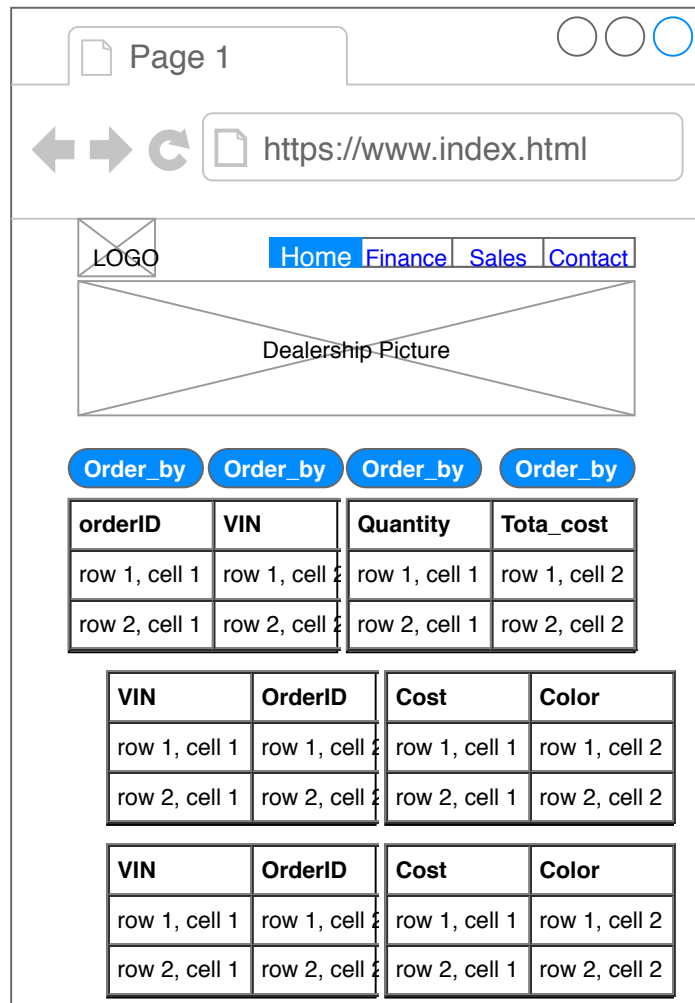 Page 1
https://www.index.html
LOGO
Home Finance Sales Contact
Dealership Picture
Order_by Order_by Order_by Order_by
orderID VIN Quantity Tota_cost
row 1, cell 1 row 1, cell 2 row 1, cell 1 row 1, cell 2
row 2, cell 1 row 2, cell 2 row 2, cell 1 row 2, cell 2
VIN OrderID Cost Color
row 1, cell 1 row 1, cell 2 row 1, cell 1 row 1, cell 2
row 2, cell 1 row 2, cell 2 row 2, cell 1 row 2, cell 2
VIN OrderID Cost Color
row 1, cell 1 row 1, cell 2 row 1, cell 1 row 1, cell 2
row 2, cell 1 row 2, cell 2 row 2, cell 1 row 2, cell 2